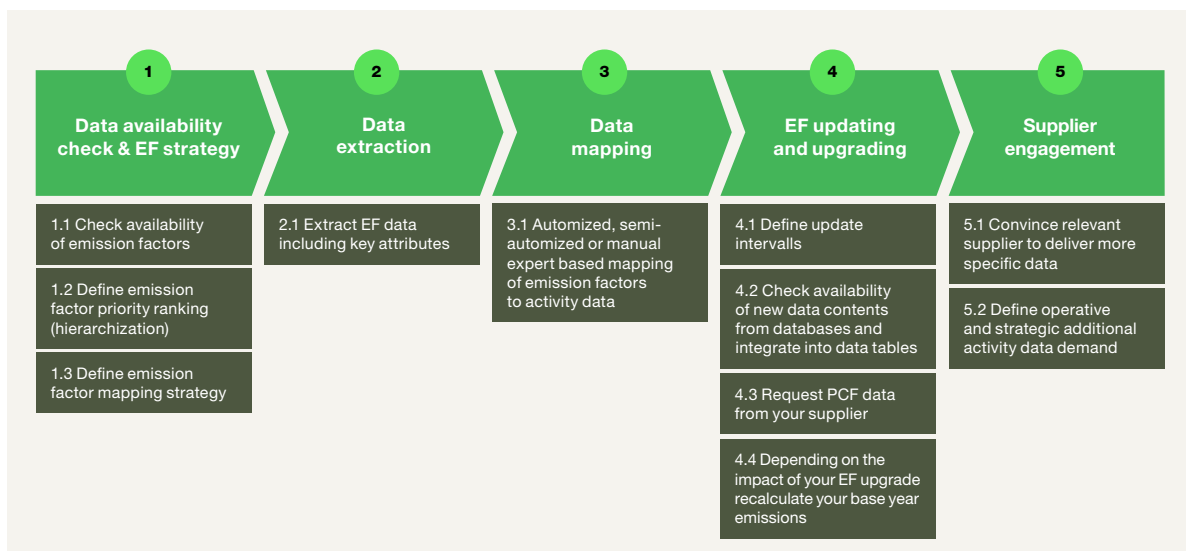 1
Data availability
check & EF strategy
1.1 Check availability
of emission factors
1.2 Define emission
factor priority ranking
(hierarchization)
1.3 Define emission
factor mapping strategy
2
Data
extraction
2.1 Extract EF data
including key attributes
3
Data
mapping
3.1 Automized, semi-
automized or manual
expert based mapping
of emission factors
to activity data
4
EF updating
and upgrading
4.1 Define update
intervalls
4.2 Check availability
of new data contents
from databases and
integrate into data tables
4.3 Request PCF data
from your supplier
4.4 Depending on the
impact of your EF upgrade
recalculate your base year
emissions
5
Supplier
engagement
5.1 Convince relevant
supplier to deliver more
specific data
5.2 Define operative
and strategic additional
activity data demand